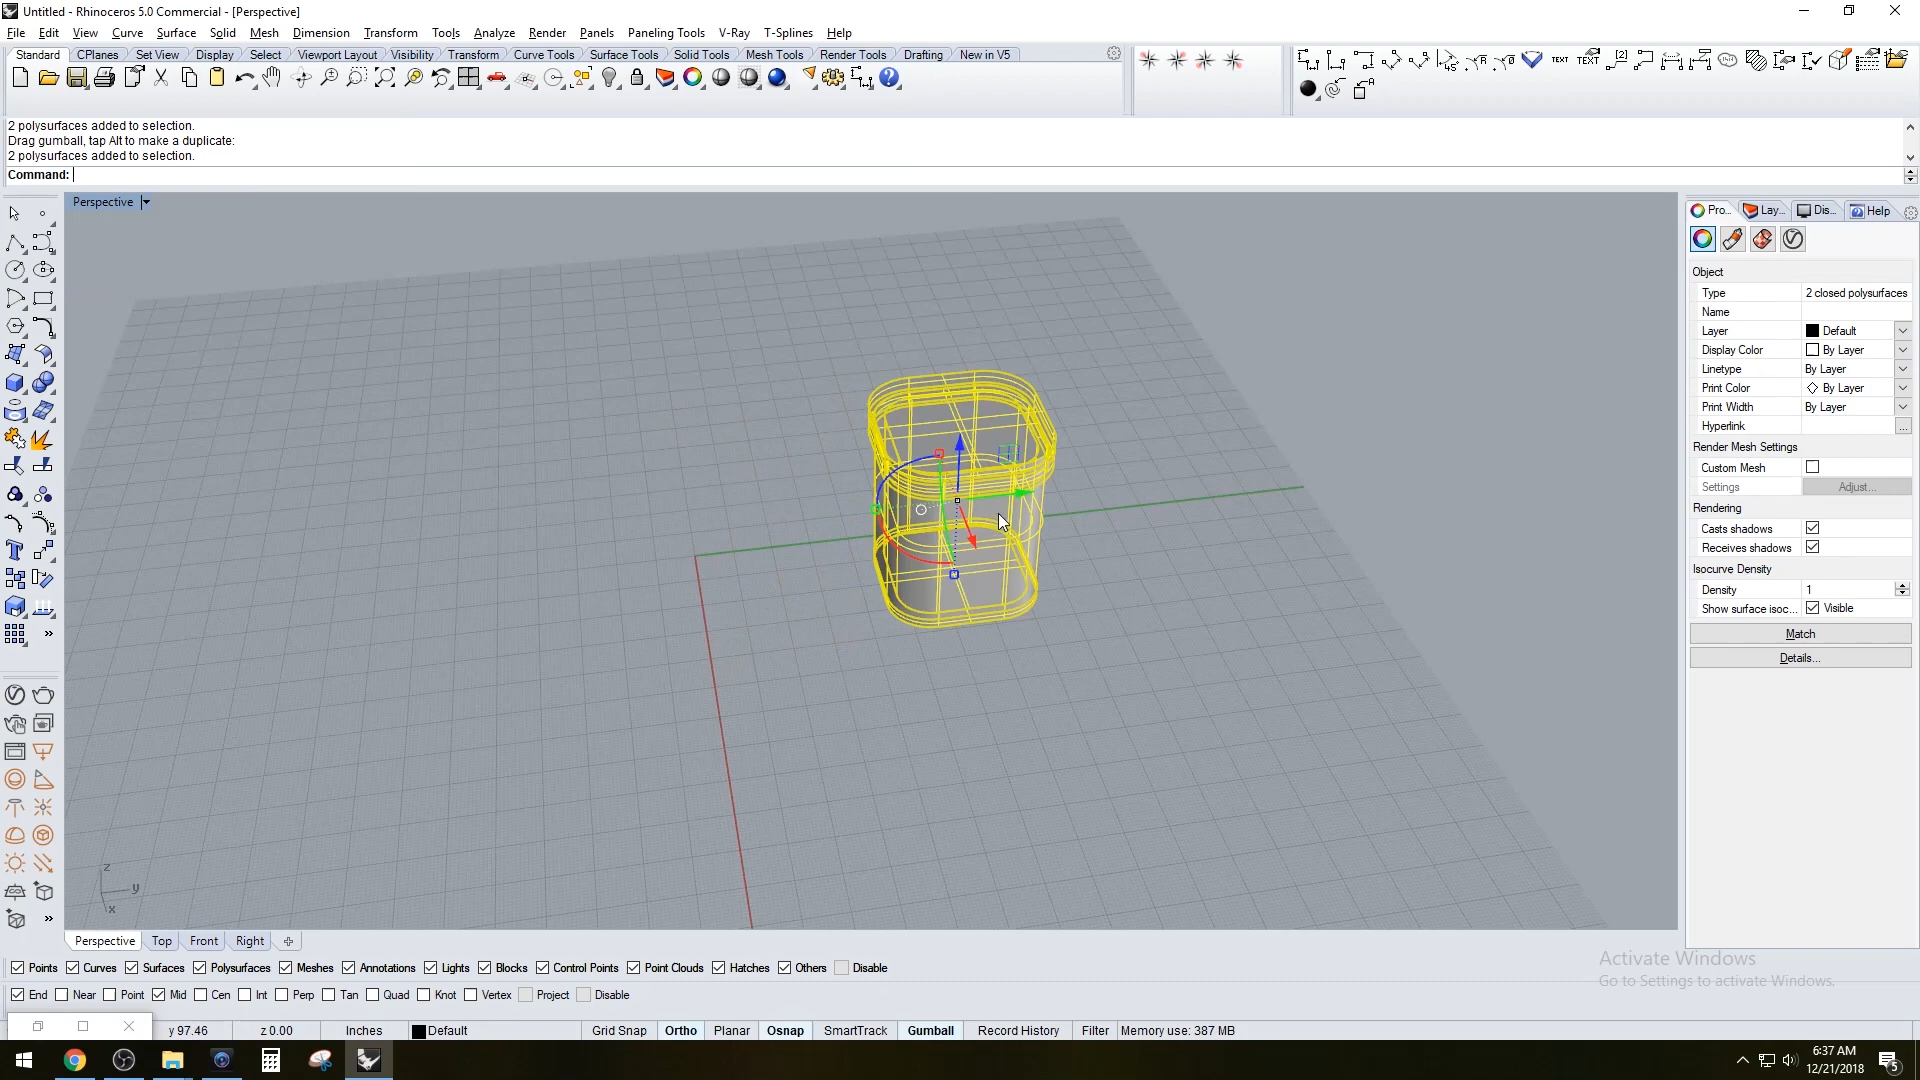 Untitled - Rhinoceros 5.0 Commercial - [Perspective]
File Edit View Curve Surface Solid Mesh Dimension Transform Tools Analyze Render Panels Paneling Tools V-Ray T-Splines Help
Standard CPlanes Set View Display Select Viewport Layout Visibility Transform Curve Tools Surface Tools Solid Tools Mesh Tools Render Tools Drafting New in V5
TEXT TEXT
2 polysurfaces added to selection.
Drag gumball, tap Alt to make a duplicate:
2 polysurfaces added to selection.
Command:
Perspective
Pro... Lay... Dis... Help
Object
Type 2 closed polysurfaces
Name
Layer Default
Display Color By Layer
Linetype By Layer
Print Color By Layer
Print Width By Layer
Hyperlink ...
Render Mesh Settings
Custom Mesh
Settings Adjust...
Rendering
Casts shadows
Receives shadows
Isocurve Density
Density 1
Show surface isoc... Visible
Match
Details...
z
y
x
Perspective Top Front Right
Points Curves Surfaces Polysurfaces Meshes Annotations Lights Blocks Control Points Point Clouds Hatches Others Disable
Activate Windows
Go to Settings to activate Windows.
End Near Point Mid Cen Int Perp Tan Quad Knot Vertex Project Disable
y 97.46 z 0.00 Inches Default Grid Snap Ortho Planar Osnap SmartTrack Gumball Record History Filter Memory use: 387 MB
6:37 AM
12/21/2018
5